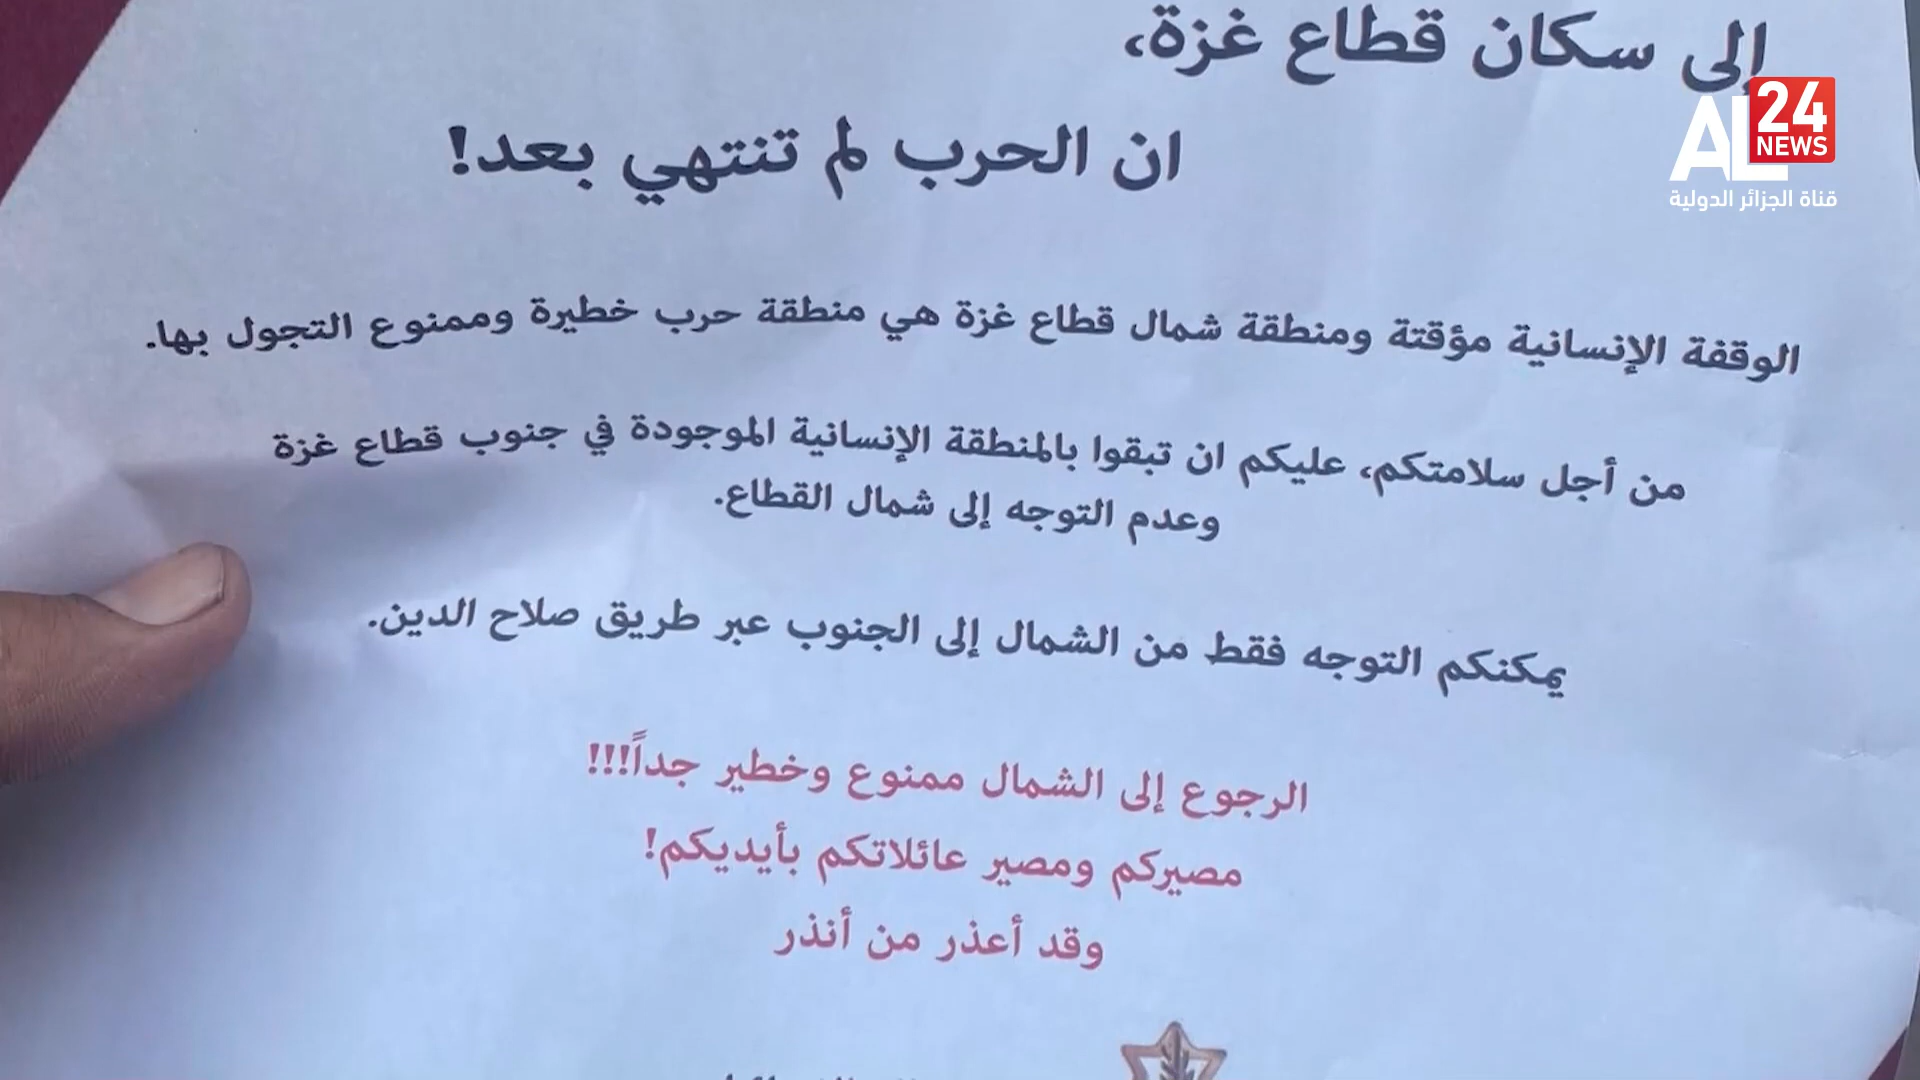 إلى سكان قطاع غزة،
AL 24 NEWS
قناة الجزائر الدولية
ان الحرب لم تنتهي بعد!
الوقفة الإنسانية مؤقتة ومنطقة شمال قطاع غزة هي منطقة حرب خطيرة وممنوع التجول بها.
من أجل سلامتكم، عليكم ان تبقوا بالمنطقة الإنسانية الموجودة في جنوب قطاع غزة
وعدم التوجه إلى شمال القطاع.
يمكنكم التوجه فقط من الشمال إلى الجنوب عبر طريق صلاح الدين.
الرجوع إلى الشمال ممنوع وخطير جداً!!!
مصيركم ومصير عائلاتكم بأيديكم!
وقد أعذر من أنذر